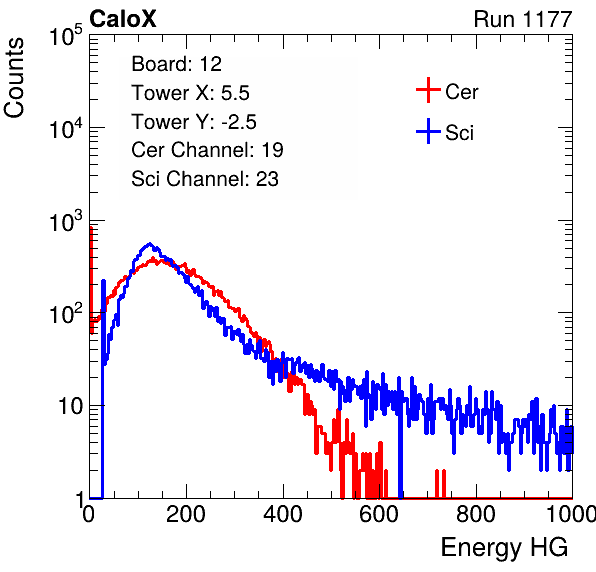 CaloX Run 1177
Counts
Board: 12
Tower X: 5.5
Tower Y: -2.5
Cer Channel: 19
Sci Channel: 23
Cer
Sci
10^5
10^4
10^3
10^2
10
1
0 200 400 600 800 1000
Energy HG